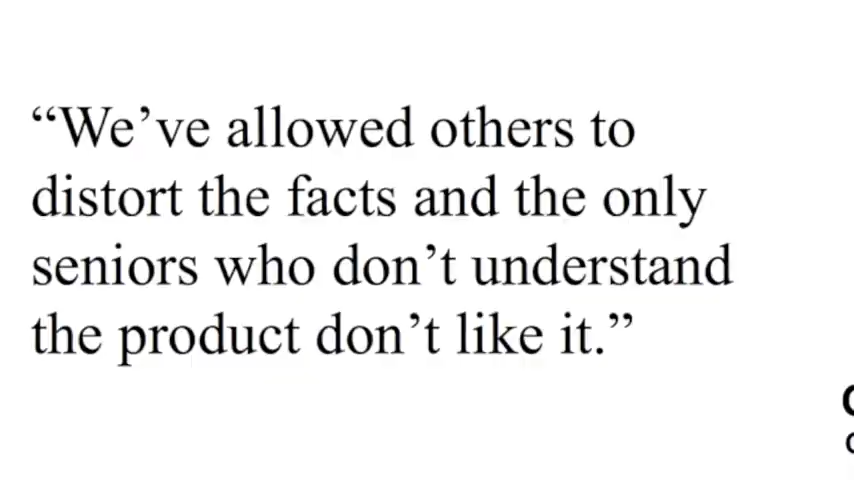 “We’ve allowed others to
distort the facts and the only
seniors who don’t understand
the product don’t like it.”